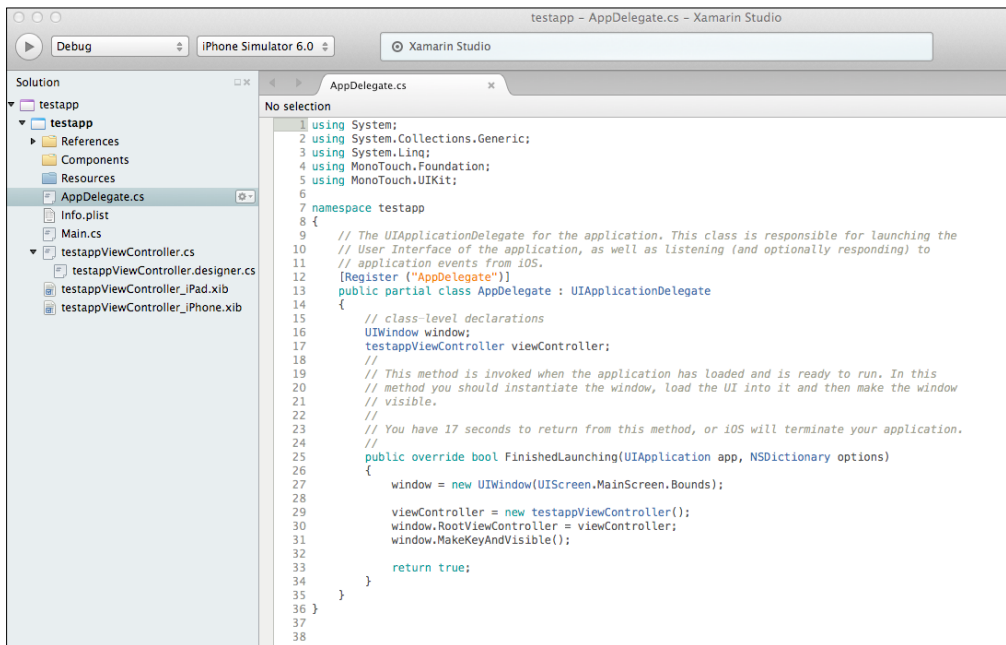 testapp – AppDelegate.cs – Xamarin Studio
Debug
iPhone Simulator 6.0
Xamarin Studio
Solution
testapp
testapp
References
Components
Resources
AppDelegate.cs
Info.plist
Main.cs
testappViewController.cs
testappViewController.designer.cs
testappViewController_iPad.xib
testappViewController_iPhone.xib
AppDelegate.cs
No selection
1 using System;
2 using System.Collections.Generic;
3 using System.Linq;
4 using MonoTouch.Foundation;
5 using MonoTouch.UIKit;
6
7 namespace testapp
8 {
9 // The UIApplicationDelegate for the application. This class is responsible for launching the
10 // User Interface of the application, as well as listening (and optionally responding) to
11 // application events from iOS.
12 [Register ("AppDelegate")]
13 public partial class AppDelegate : UIApplicationDelegate
14 {
15 // class-level declarations
16 UIWindow window;
17 testappViewController viewController;
18 //
19 // This method is invoked when the application has loaded and is ready to run. In this
20 // method you should instantiate the window, load the UI into it and then make the window
21 // visible.
22 //
23 // You have 17 seconds to return from this method, or iOS will terminate your application.
24 //
25 public override bool FinishedLaunching(UIApplication app, NSDictionary options)
26 {
27 window = new UIWindow(UIScreen.MainScreen.Bounds);
28
29 viewController = new testappViewController();
30 window.RootViewController = viewController;
31 window.MakeKeyAndVisible();
32
33 return true;
34 }
35 }
36 }
37
38